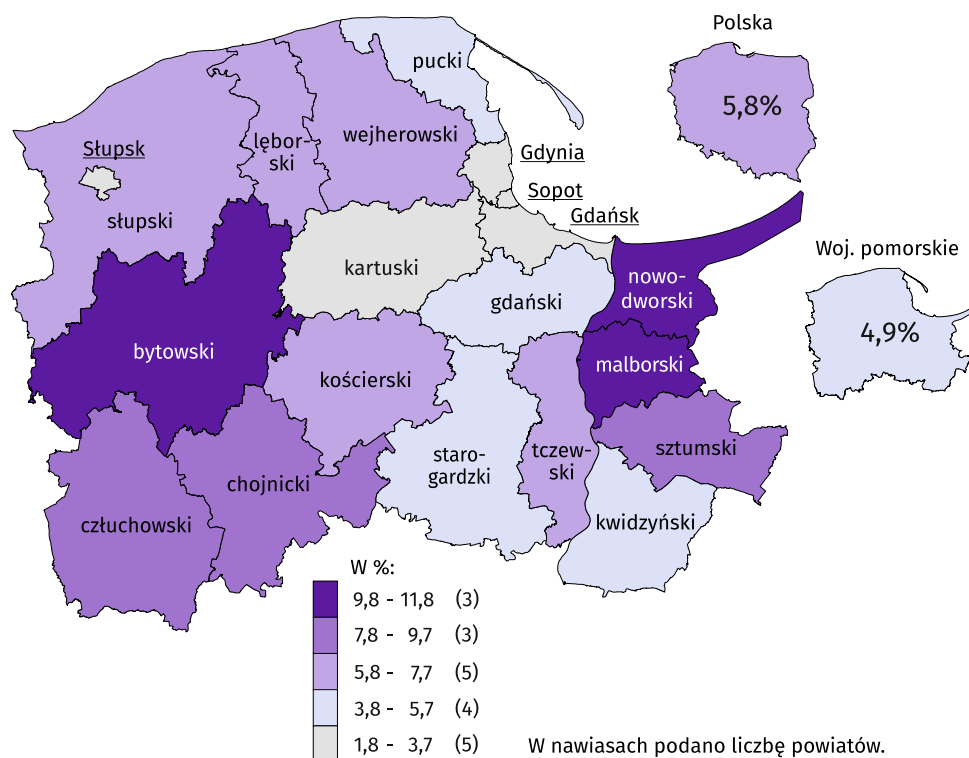 Polska
5,8%
pucki
wejherowski
lębor-
ski
Słupsk
słupski
Gdynia
Sopot
Gdańsk
kartuski
gdański
nowo-
dworski
Woj. pomorskie
4,9%
bytowski
kościerski
malborski
staro-
gardzki
tczew-
ski
sztumski
człuchowski
chojnicki
kwidzyński
W %:
9,8 - 11,8 (3)
7,8 - 9,7 (3)
5,8 - 7,7 (5)
3,8 - 5,7 (4)
1,8 - 3,7 (5)
W nawiasach podano liczbę powiatów.